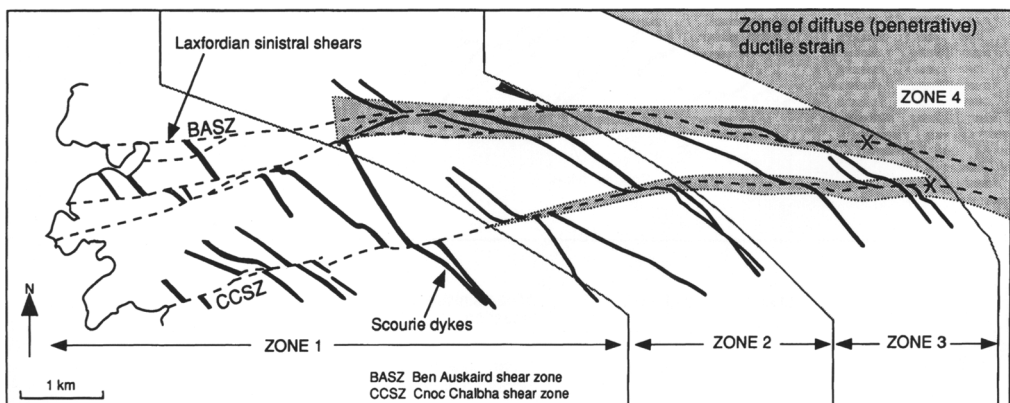 Zone of diffuse (penetrative)
ductile strain
Laxfordian sinistral shears
ZONE 4
BASZ
N
CCSZ
Scourie dykes
ZONE 1
ZONE 2
ZONE 3
1 km
BASZ Ben Auskaird shear zone
CCSZ Cnoc Chalbha shear zone